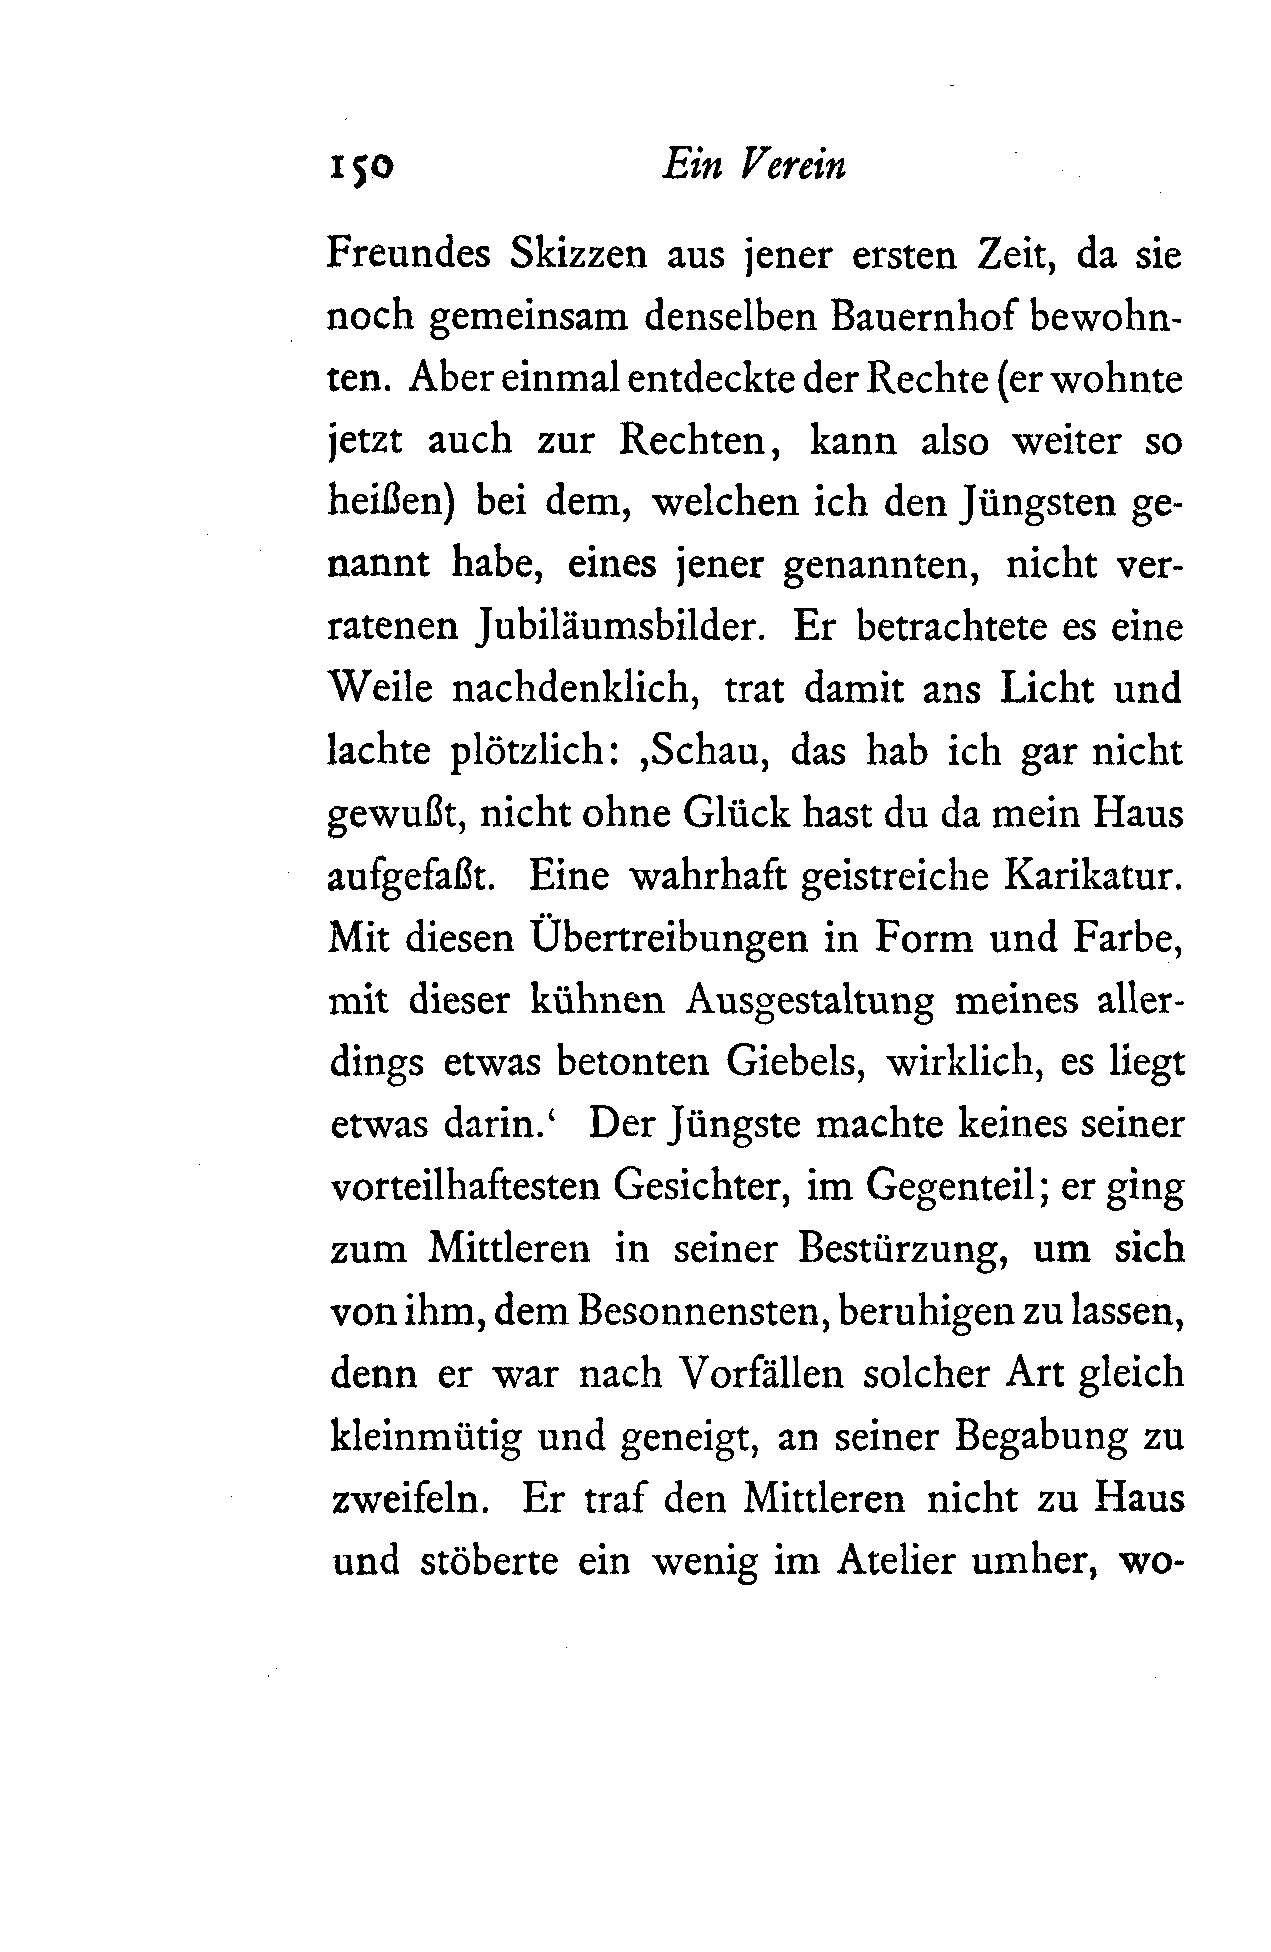 150 Ein Verein
Freundes Skizzen aus jener ersten Zeit, da sie
noch gemeinsam denselben Bauernhof bewohn-
ten. Aber einmal entdeckte der Rechte (er wohnte
jetzt auch zur Rechten, kann also weiter so
heißen) bei dem, welchen ich den Jüngsten ge-
nannt habe, eines jener genannten, nicht ver-
ratenen Jubiläumsbilder. Er betrachtete es eine
Weile nachdenklich, trat damit ans Licht und
lachte plötzlich: ‚Schau, das hab ich gar nicht
gewußt, nicht ohne Glück hast du da mein Haus
aufgefaßt. Eine wahrhaft geistreiche Karikatur.
Mit diesen Übertreibungen in Form und Farbe,
mit dieser kühnen Ausgestaltung meines aller-
dings etwas betonten Giebels, wirklich, es liegt
etwas darin.‘ Der Jüngste machte keines seiner
vorteilhaftesten Gesichter, im Gegenteil; er ging
zum Mittleren in seiner Bestürzung, um sich
von ihm, dem Besonnensten, beruhigen zu lassen,
denn er war nach Vorfällen solcher Art gleich
kleinmütig und geneigt, an seiner Begabung zu
zweifeln. Er traf den Mittleren nicht zu Haus
und stöberte ein wenig im Atelier umher, wo-